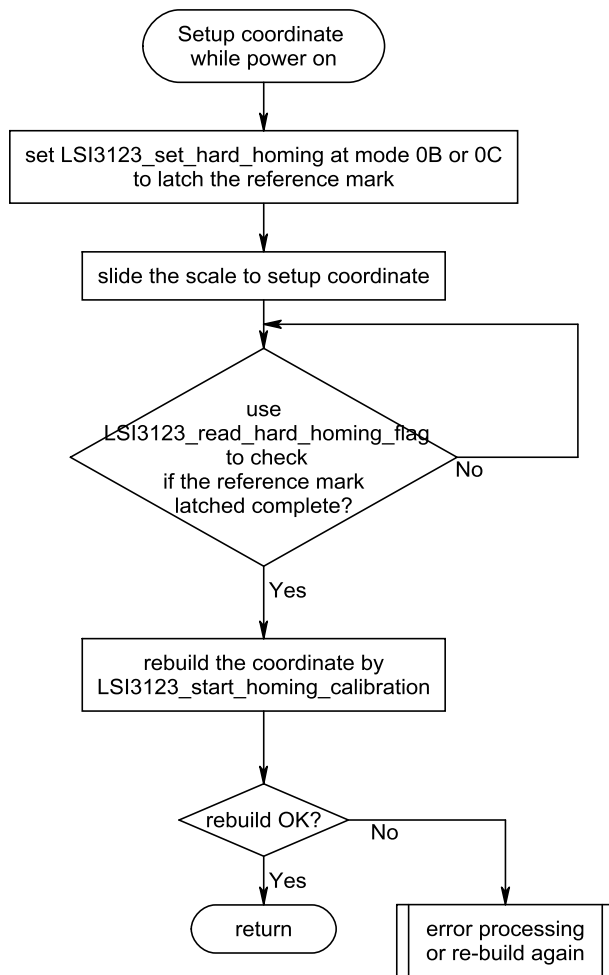 Setup coordinate
while power on
set LSI3123_set_hard_homing at mode 0B or 0C
to latch the reference mark
slide the scale to setup coordinate
use
LSI3123_read_hard_homing_flag
to check
if the reference mark
latched complete?
No
Yes
rebuild the coordinate by
LSI3123_start_homing_calibration
rebuild OK?
No
Yes
return
error processing
or re-build again